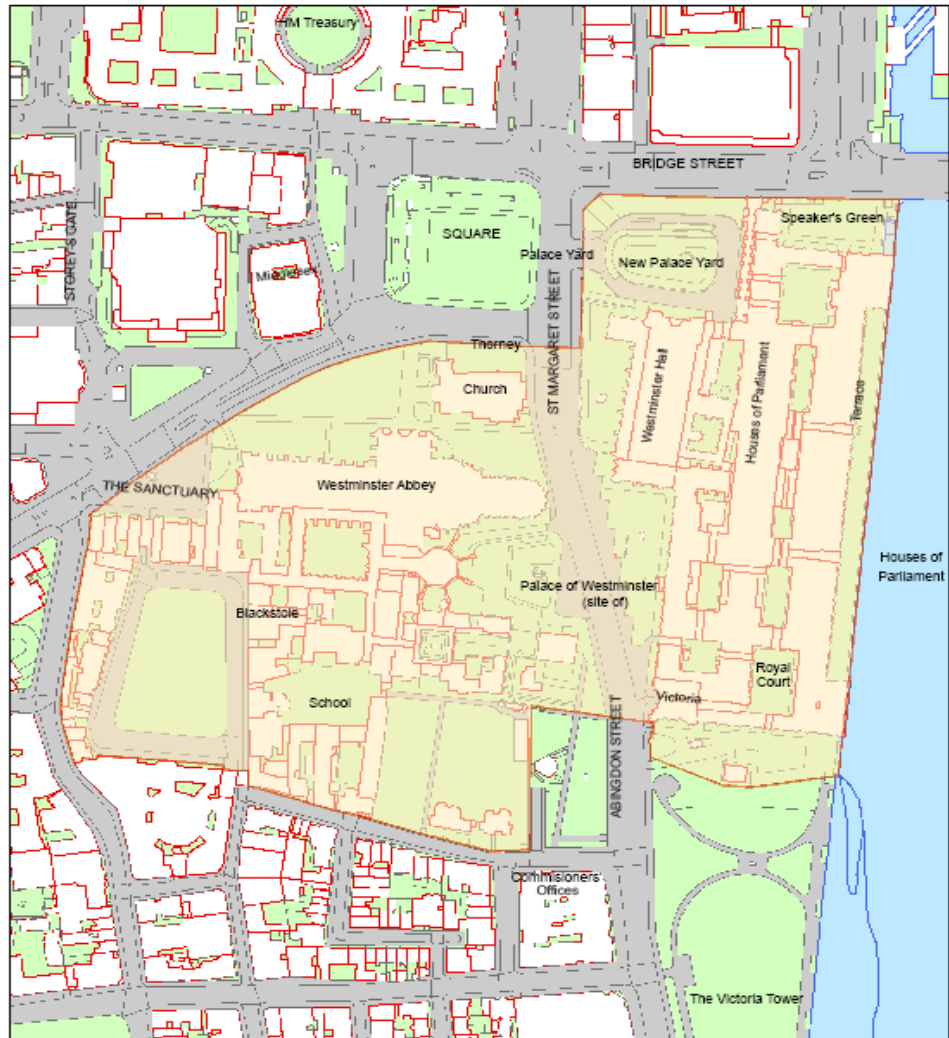 HM Treasury
BRIDGE STREET
STOREY'S GATE
SQUARE
Speaker's Green
Palace Yard
New Palace Yard
Thorney
ST MARGARET STREET
Church
Westminster Hall
Houses of Parliament
Terrace
THE SANCTUARY
Westminster Abbey
Houses of
Parliament
Palace of Westminster
(site of)
Blackstole
School
Royal
Court
Victoria
ABINGDON STREET
Commisioners'
Offices
The Victoria Tower